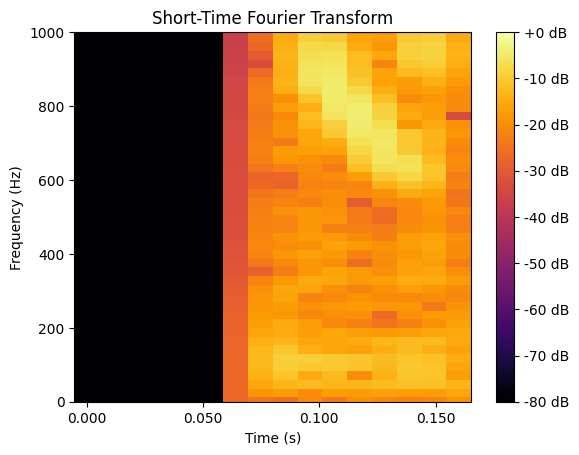 Short-Time Fourier Transform
1000
800
600
400
200
0
Frequency (Hz)
0.000
0.050
0.100
0.150
Time (s)
+0 dB
-10 dB
-20 dB
-30 dB
-40 dB
-50 dB
-60 dB
-70 dB
-80 dB